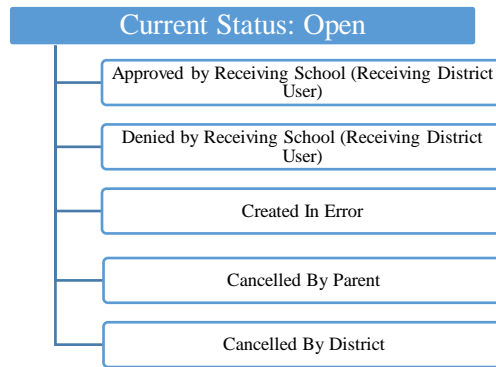 Current Status: Open
Approved by Receiving School (Receiving District
User)
Denied by Receiving School (Receiving District
User)
Created In Error
Cancelled By Parent
Cancelled By District